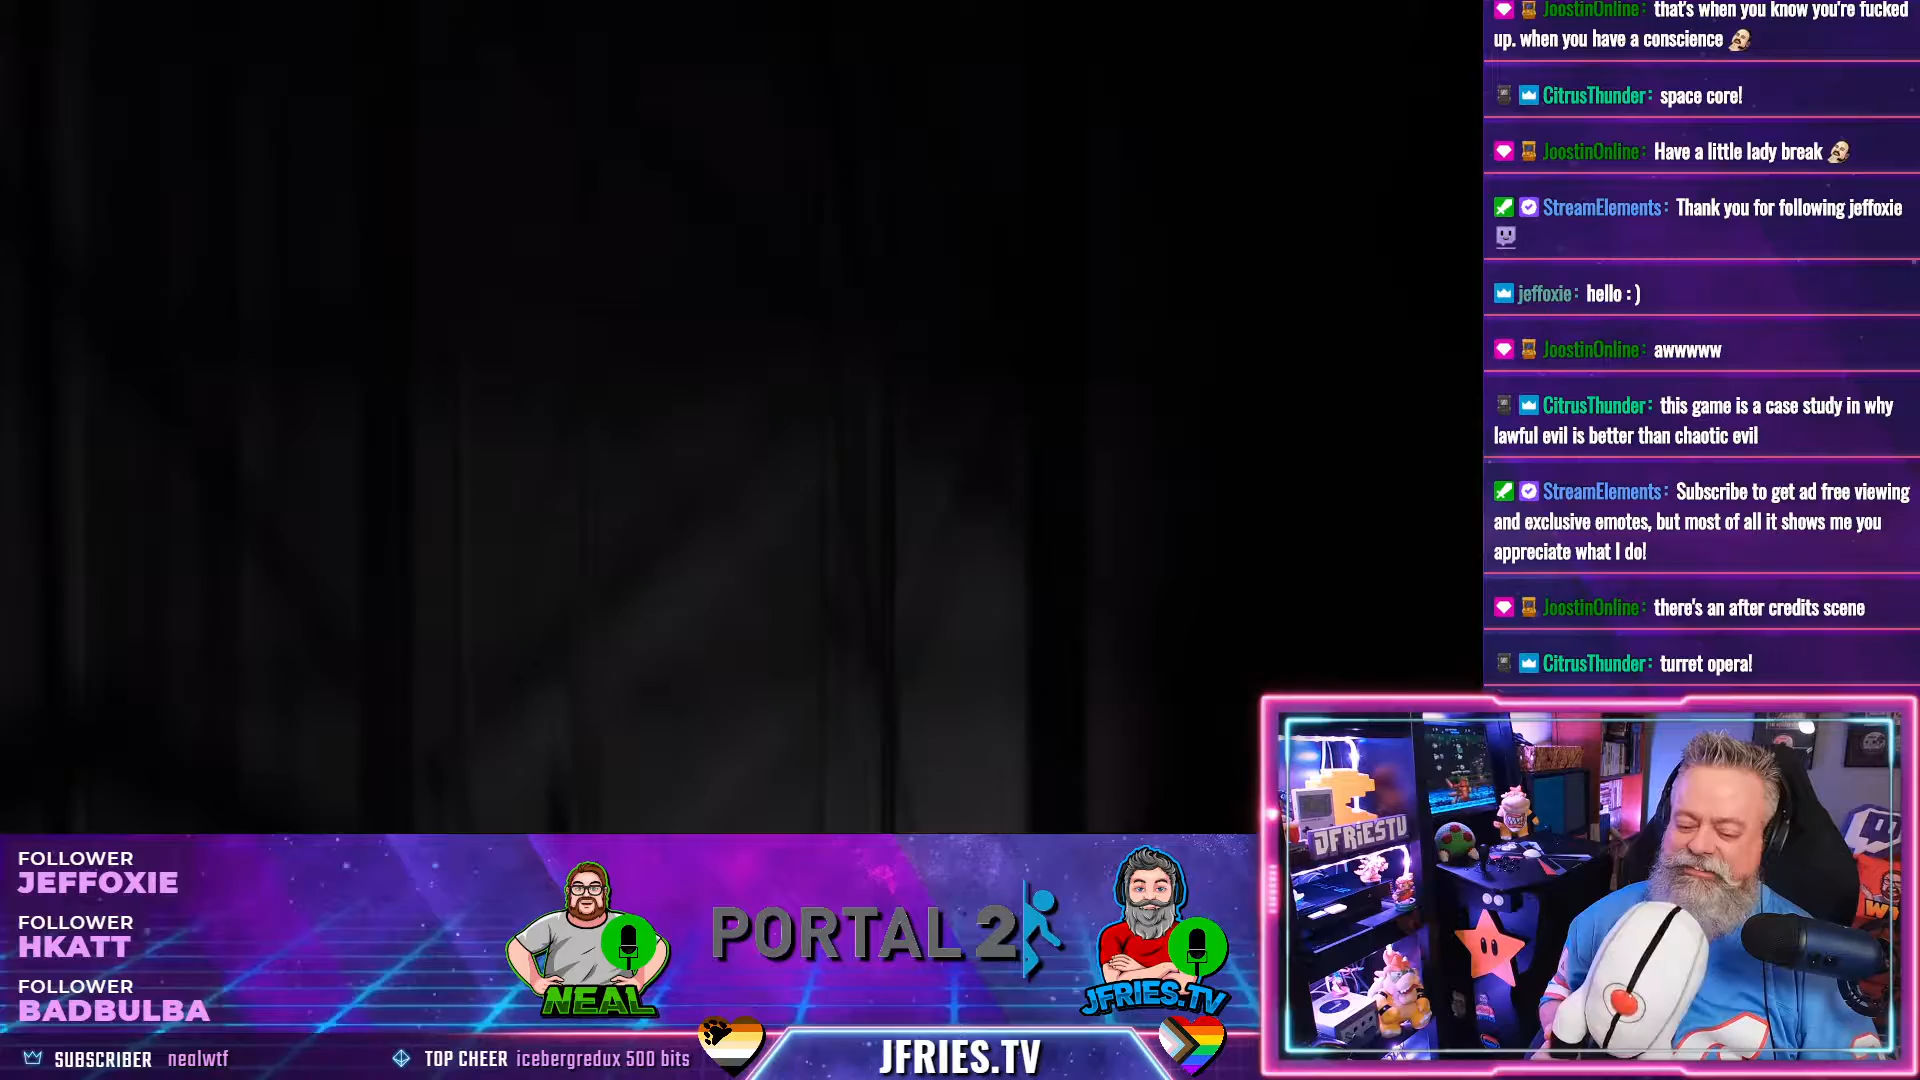 JoostinOnline: that's when you know you're fucked
up. when you have a conscience
CitrusThunder: space core!
JoostinOnline: Have a little lady break
StreamElements: Thank you for following jeffoxie
jeffoxie: hello : )
JoostinOnline: awwwww
CitrusThunder: this game is a case study in why
lawful evil is better than chaotic evil
StreamElements: Subscribe to get ad free viewing
and exclusive emotes, but most of all it shows me you
appreciate what I do!
JoostinOnline: there's an after credits scene
CitrusThunder: turret opera!
JFRIESTV
FOLLOWER
JEFFOXIE
FOLLOWER
HKATT
FOLLOWER
BADBULBA
NEAL
PORTAL 2
JFRIES.TV
SUBSCRIBER nealwtf
TOP CHEER icebergredux 500 bits
JFRIES.TV